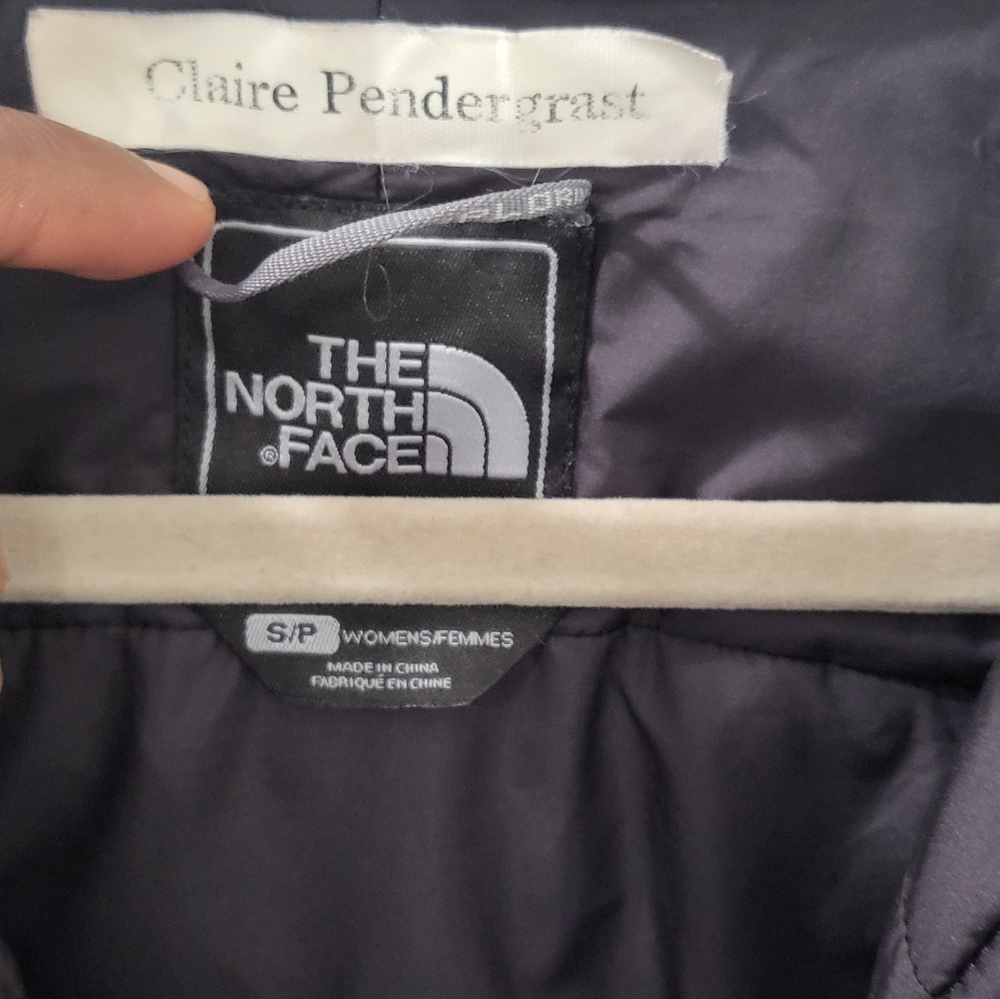 Claire Pendergrast
THE
NORTH
®FACE
S/P WOMENS/FEMMES
MADE IN CHINA
FABRIQUÉ EN CHINE